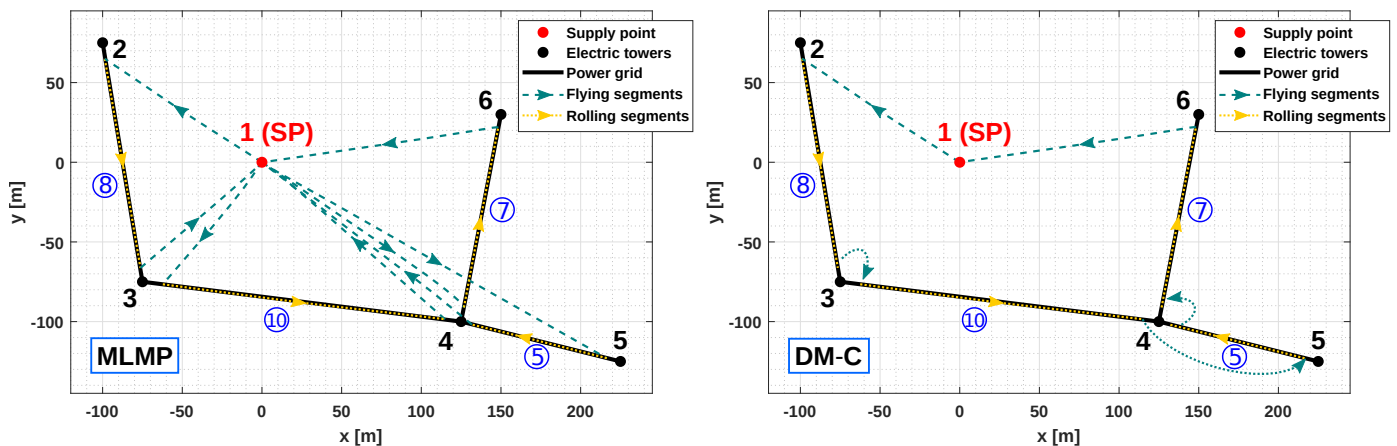 2
6
1 (SP)
8
7
3
10
4
5
5
MLMP
Supply point
Electric towers
Power grid
Flying segments
Rolling segments
50
0
-50
-100
y [m]
-100
-50
0
50
100
150
200
x [m]
2
6
1 (SP)
8
7
3
10
4
5
5
DM-C
Supply point
Electric towers
Power grid
Flying segments
Rolling segments
50
0
-50
-100
y [m]
-100
-50
0
50
100
150
200
x [m]